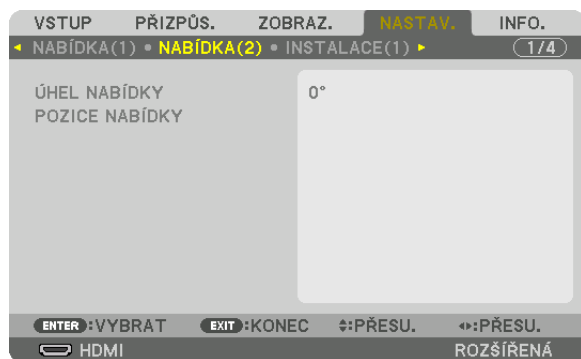 VSTUP PŘIZPŮS. ZOBRAZ. NASTAV. INFO.
NABÍDKA(1) • NABÍDKA(2) • INSTALACE(1) 1/4
ÚHEL NABÍDKY 0°
POZICE NABÍDKY
ENTER :VYBRAT EXIT :KONEC :PŘESU. :PŘESU.
HDMI ROZŠÍŘENÁ